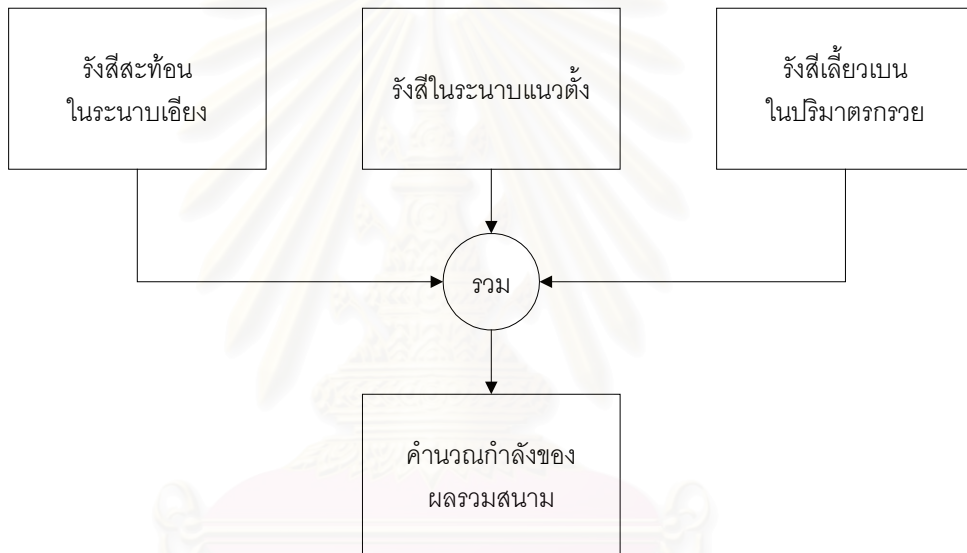 รังสีสะท้อน
ในระนาบเอียง
รังสีในระนาบแนวตั้ง
รังสีเลี้ยวเบน
ในปริมาตรกรวย
รวม
คำนวณกำลังของ
ผลรวมสนาม